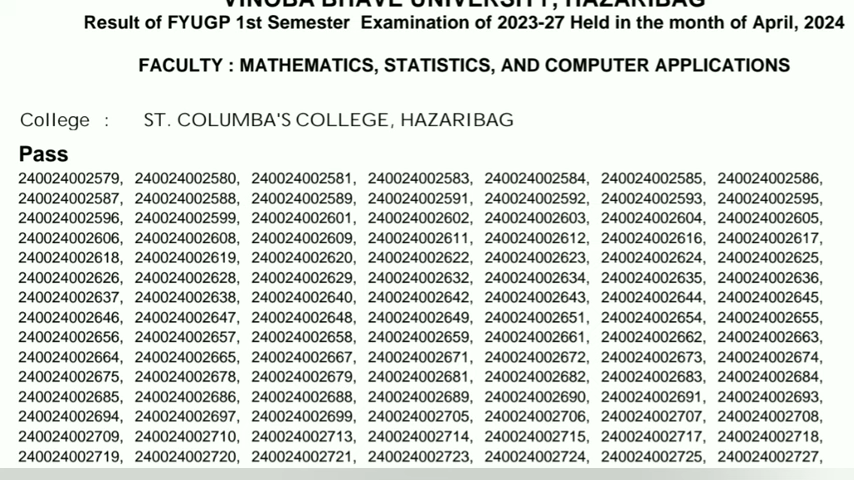 VINOBA BHAVE UNIVERSITY, HAZARIBAG
Result of FYUGP 1st Semester Examination of 2023-27 Held in the month of April, 2024
FACULTY : MATHEMATICS, STATISTICS, AND COMPUTER APPLICATIONS
College : ST. COLUMBA'S COLLEGE, HAZARIBAG
Pass
240024002579, 240024002580, 240024002581, 240024002583, 240024002584, 240024002585, 240024002586,
240024002587, 240024002588, 240024002589, 240024002591, 240024002592, 240024002593, 240024002595,
240024002596, 240024002599, 240024002601, 240024002602, 240024002603, 240024002604, 240024002605,
240024002606, 240024002608, 240024002609, 240024002611, 240024002612, 240024002616, 240024002617,
240024002618, 240024002619, 240024002620, 240024002622, 240024002623, 240024002624, 240024002625,
240024002626, 240024002628, 240024002629, 240024002632, 240024002634, 240024002635, 240024002636,
240024002637, 240024002638, 240024002640, 240024002642, 240024002643, 240024002644, 240024002645,
240024002646, 240024002647, 240024002648, 240024002649, 240024002651, 240024002654, 240024002655,
240024002656, 240024002657, 240024002658, 240024002659, 240024002661, 240024002662, 240024002663,
240024002664, 240024002665, 240024002667, 240024002671, 240024002672, 240024002673, 240024002674,
240024002675, 240024002678, 240024002679, 240024002681, 240024002682, 240024002683, 240024002684,
240024002685, 240024002686, 240024002688, 240024002689, 240024002690, 240024002691, 240024002693,
240024002694, 240024002697, 240024002699, 240024002705, 240024002706, 240024002707, 240024002708,
240024002709, 240024002710, 240024002713, 240024002714, 240024002715, 240024002717, 240024002718,
240024002719, 240024002720, 240024002721, 240024002723, 240024002724, 240024002725, 240024002727,